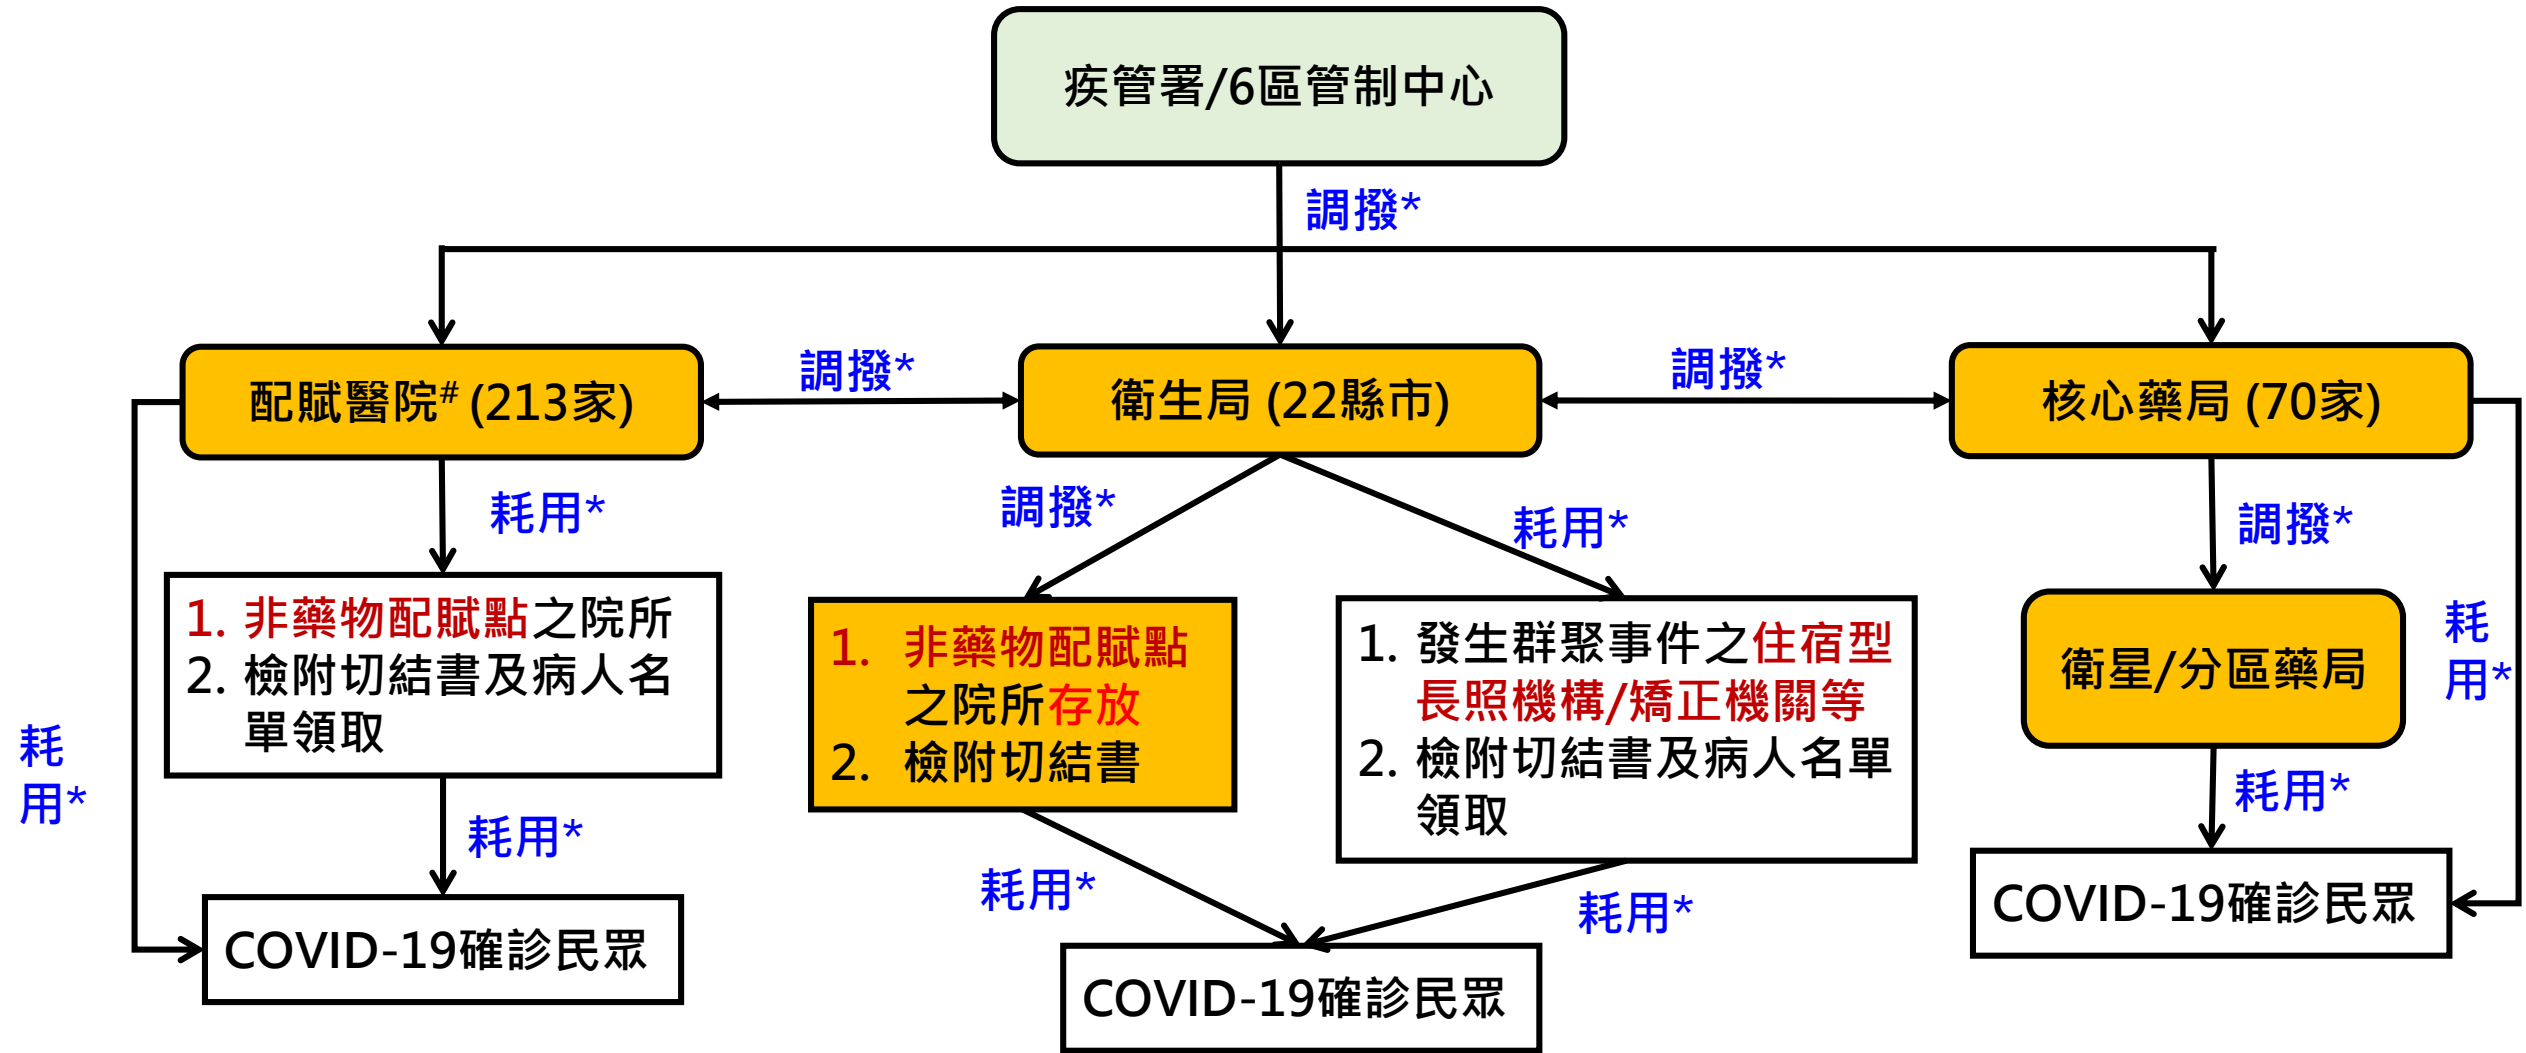 疾管署/6區管制中心
調撥*
配賦醫院# (213家)
調撥*
衛生局 (22縣市)
調撥*
核心藥局 (70家)
耗用*
調撥*
耗用*
調撥*
1. 非藥物配賦點之院所
2. 檢附切結書及病人名
單領取
1. 非藥物配賦點
之院所存放
2. 檢附切結書
1. 發生群聚事件之住宿型
長照機構/矯正機關等
2. 檢附切結書及病人名單
領取
衛星/分區藥局
耗
用*
耗
用*
耗用*
耗用*
耗用*
耗用*
COVID-19確診民眾
COVID-19確診民眾
COVID-19確診民眾